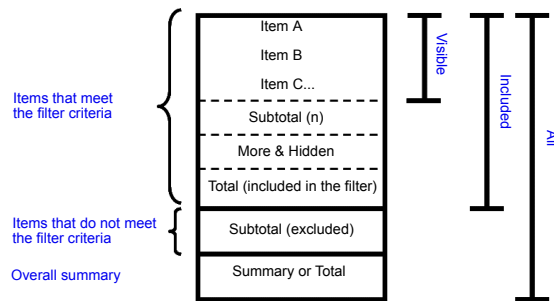 Item A
Item B
Item C...
Subtotal (n)
More & Hidden
Total (included in the filter)
Subtotal (excluded)
Summary or Total
Items that meet
the filter criteria
Items that do not meet
the filter criteria
Overall summary
Visible
Included
All